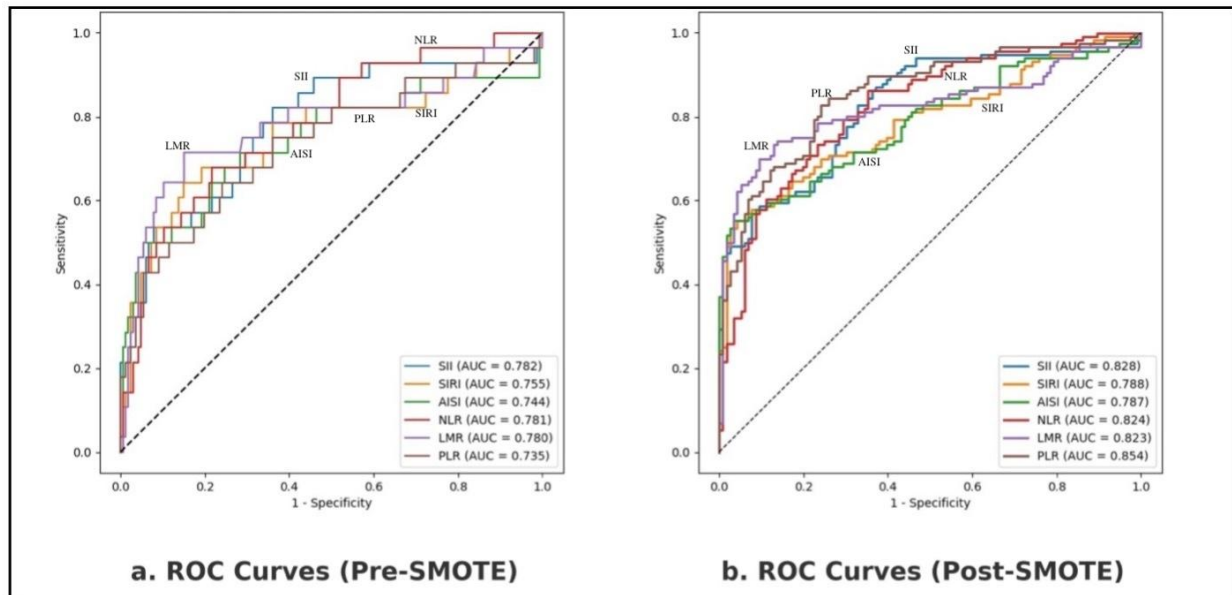 1.0
0.8
0.6
0.4
0.2
0.0
Sensitivity
NLR
SII
PLR
SIRI
LMR
AISI
SII (AUC = 0.782)
SIRI (AUC = 0.755)
AISI (AUC = 0.744)
NLR (AUC = 0.781)
LMR (AUC = 0.780)
PLR (AUC = 0.735)
0.0 0.2 0.4 0.6 0.8 1.0
1 - Specificity
a. ROC Curves (Pre-SMOTE)
1.0
0.8
0.6
0.4
0.2
0.0
Sensitivity
SII
NLR
PLR
SIRI
LMR
AISI
SII (AUC = 0.828)
SIRI (AUC = 0.788)
AISI (AUC = 0.787)
NLR (AUC = 0.824)
LMR (AUC = 0.823)
PLR (AUC = 0.854)
0.0 0.2 0.4 0.6 0.8 1.0
1 - Specificity
b. ROC Curves (Post-SMOTE)